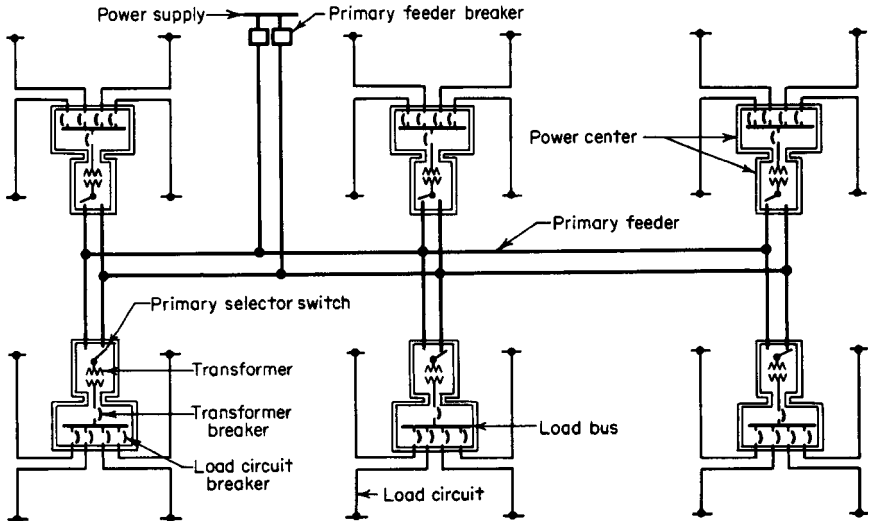 Power supply
Primary feeder breaker
Power center
Primary feeder
Primary selector switch
Transformer
Transformer
breaker
Load bus
Load circuit
breaker
Load circuit